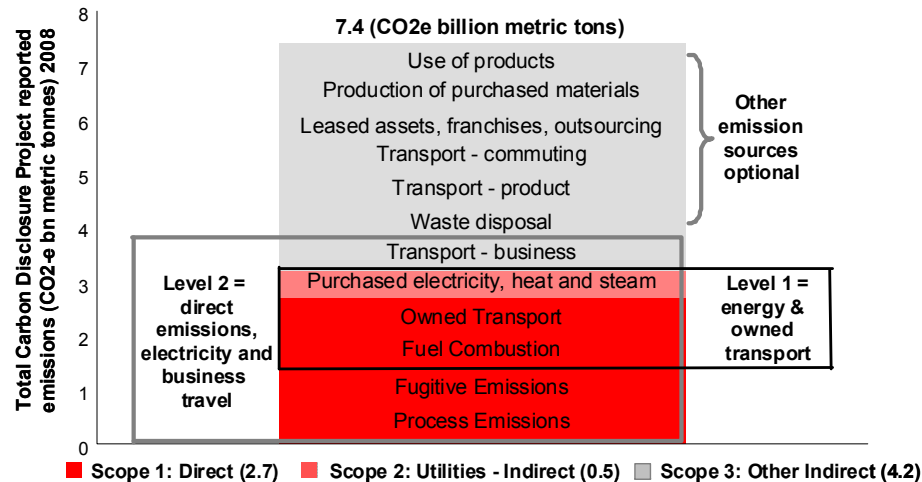 7.4 (CO2e billion metric tons)
Total Carbon Disclosure Project reported
emissions (CO2-e bn metric tonnes) 2008
8
7
6
5
4
3
2
1
0
Use of products
Production of purchased materials
Leased assets, franchises, outsourcing
Transport - commuting
Transport - product
Waste disposal
Transport - business
Purchased electricity, heat and steam
Owned Transport
Fuel Combustion
Fugitive Emissions
Process Emissions
Other
emission
sources
optional
Level 2 =
direct
emissions,
electricity and
business
travel
Level 1 =
energy &
owned
transport
Scope 1: Direct (2.7)
Scope 2: Utilities - Indirect (0.5)
Scope 3: Other Indirect (4.2)